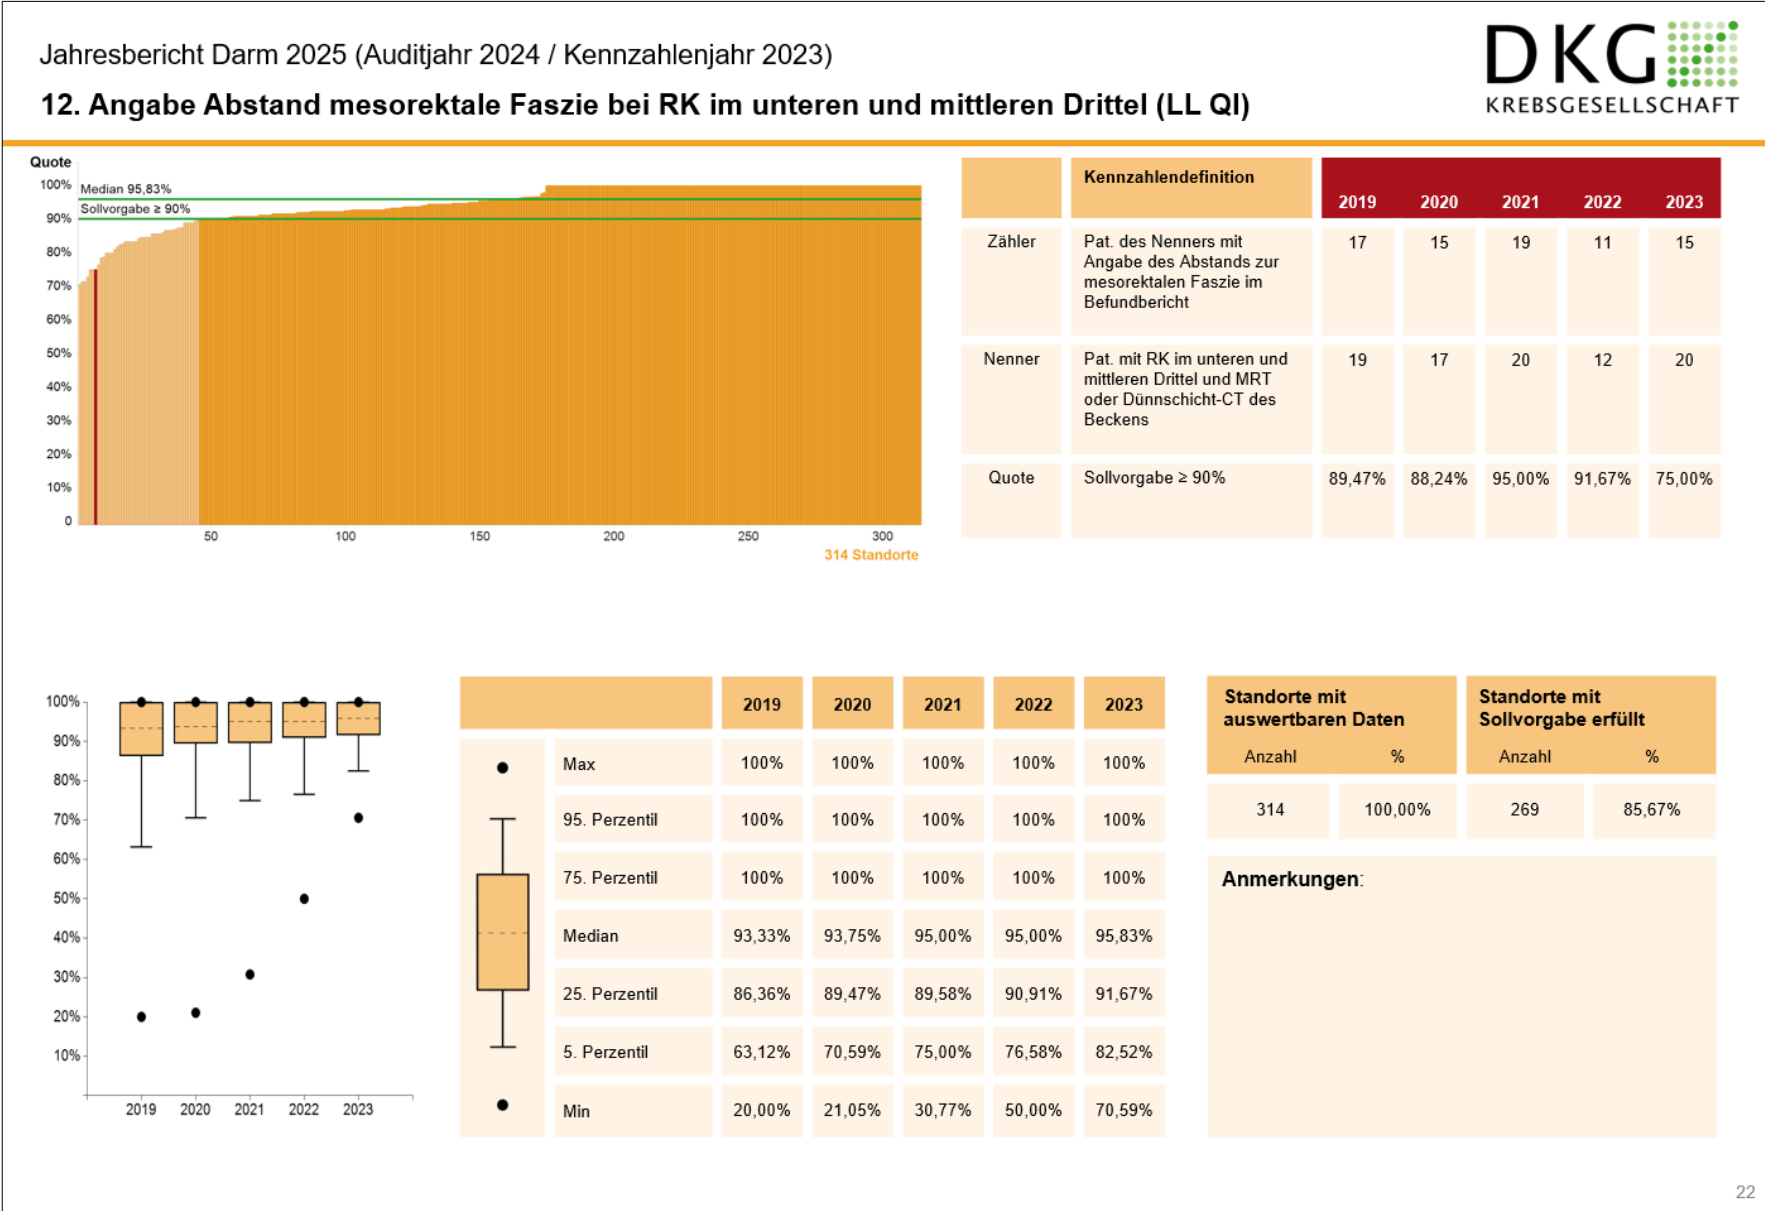 Jahresbericht Darm 2025 (Auditjahr 2024 / Kennzahlenjahr 2023)
12. Angabe Abstand mesorektale Faszie bei RK im unteren und mittleren Drittel (LL QI)
DKG
KREBSGESELLSCHAFT
Quote
100%
90%
80%
70%
60%
50%
40%
30%
20%
10%
0
Median 95,83%
Sollvorgabe ≥ 90%
50 100 150 200 250 300
314 Standorte
Kennzahlendefinition
2019 2020 2021 2022 2023
Zähler Pat. des Nenners mit 17 15 19 11 15
Angabe des Abstands zur
mesorektalen Faszie im
Befundbericht
Nenner Pat. mit RK im unteren und 19 17 20 12 20
mittleren Drittel und MRT
oder Dünnschicht-CT des
Beckens
Quote Sollvorgabe ≥ 90% 89,47% 88,24% 95,00% 91,67% 75,00%
100%
90%
80%
70%
60%
50%
40%
30%
20%
10%
2019 2020 2021 2022 2023
2019 2020 2021 2022 2023
Max 100% 100% 100% 100% 100%
95. Perzentil 100% 100% 100% 100% 100%
75. Perzentil 100% 100% 100% 100% 100%
Median 93,33% 93,75% 95,00% 95,00% 95,83%
25. Perzentil 86,36% 89,47% 89,58% 90,91% 91,67%
5. Perzentil 63,12% 70,59% 75,00% 76,58% 82,52%
Min 20,00% 21,05% 30,77% 50,00% 70,59%
Standorte mit
auswertbaren Daten
Standorte mit
Sollvorgabe erfüllt
Anzahl % Anzahl %
314 100,00% 269 85,67%
Anmerkungen:
22